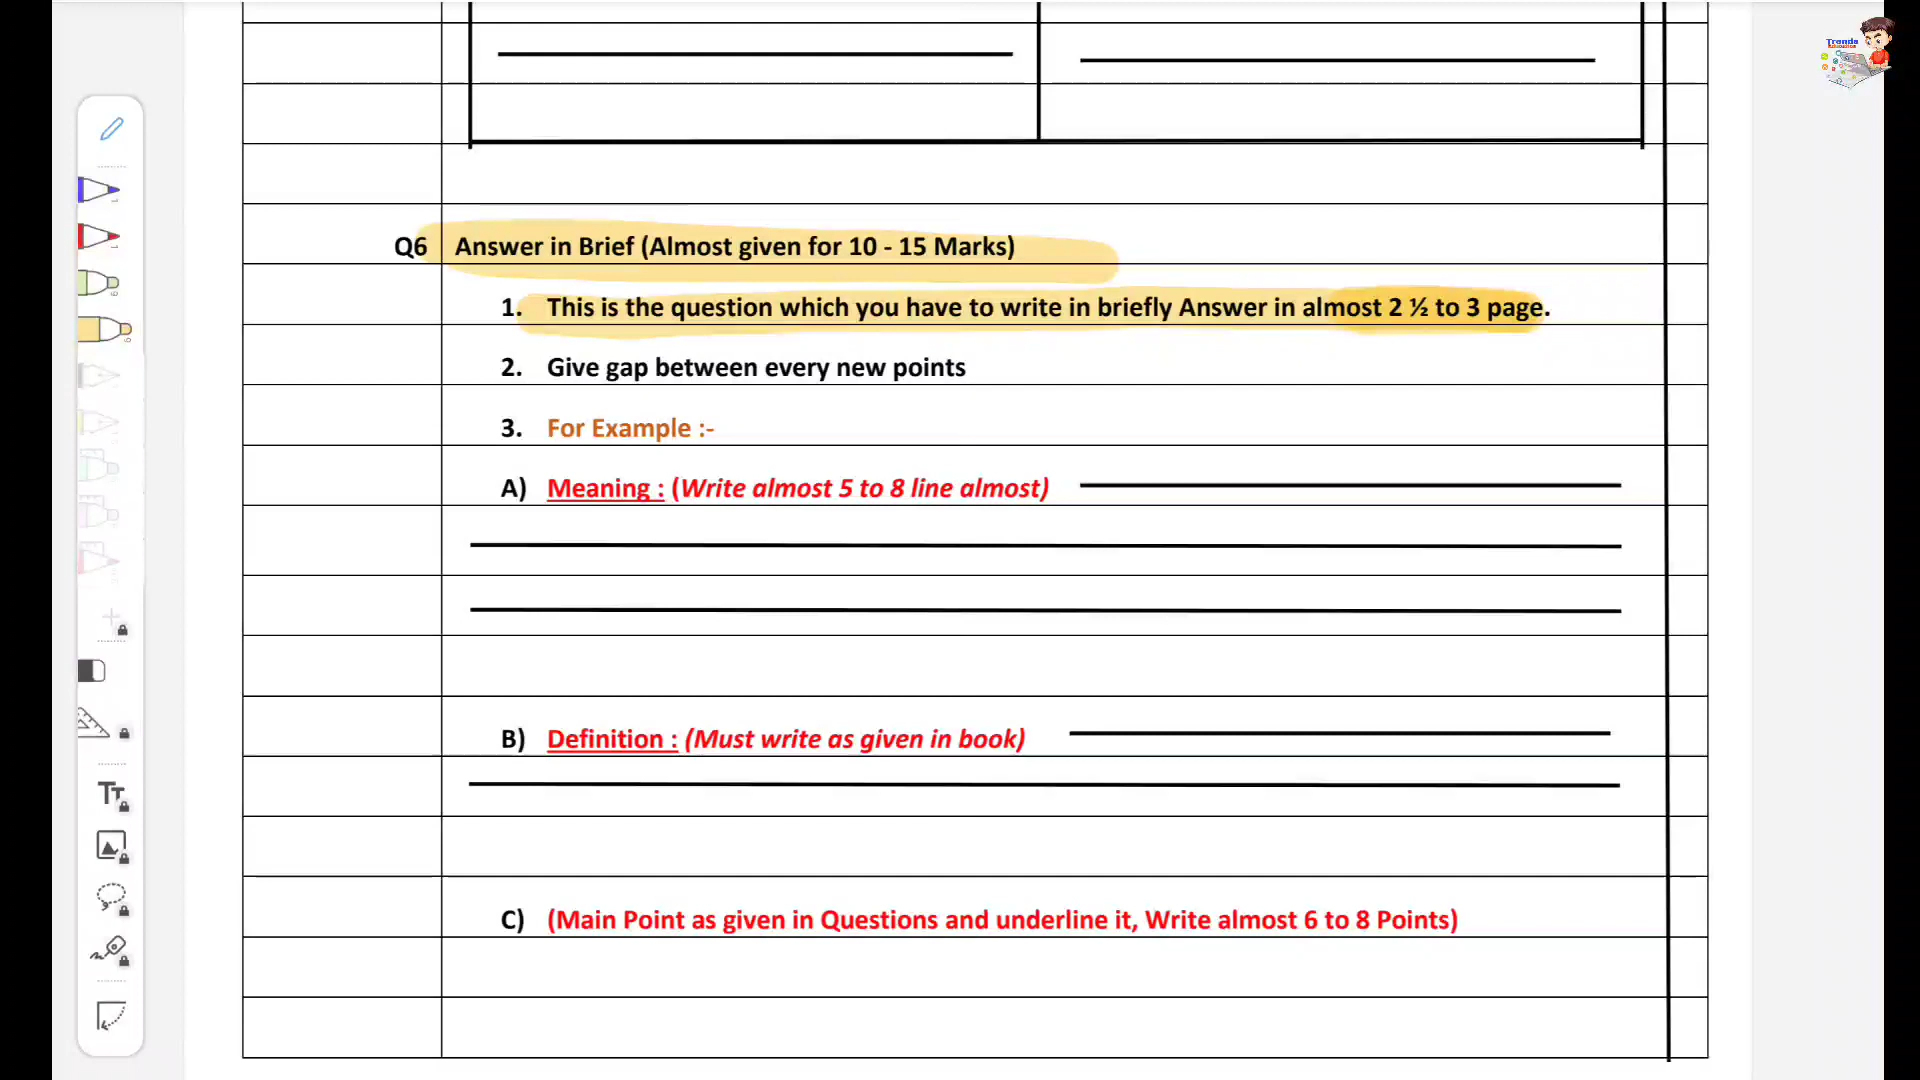 Trends
Education
Q6 Answer in Brief (Almost given for 10 - 15 Marks)
1. This is the question which you have to write in briefly Answer in almost 2 ½ to 3 page.
2. Give gap between every new points
3. For Example :-
A) Meaning : (Write almost 5 to 8 line almost)
B) Definition : (Must write as given in book)
C) (Main Point as given in Questions and underline it, Write almost 6 to 8 Points)